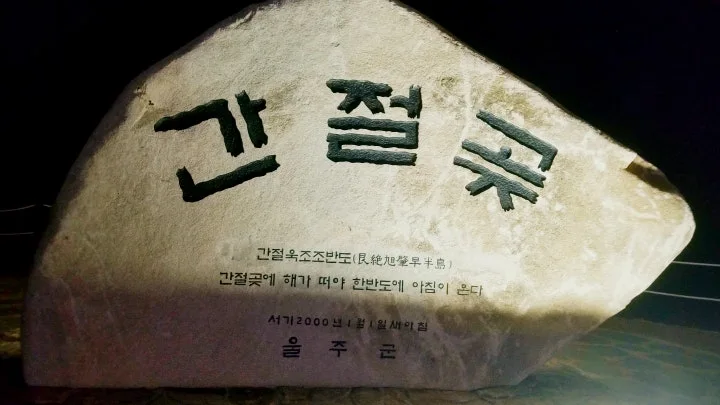 간절곶
간절욱조조반도(艮絶旭肇早半島)
간절곶에 해가 떠야 한반도에 아침이 온다
서기2000년1월1일새아침
울주군